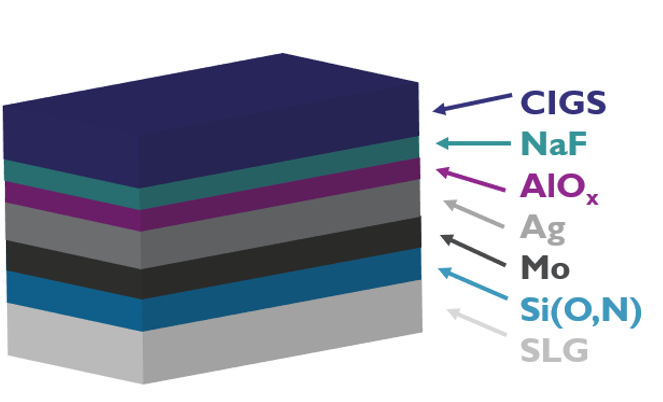 CIGS
NaF
AlOx
Ag
Mo
Si(O,N)
SLG